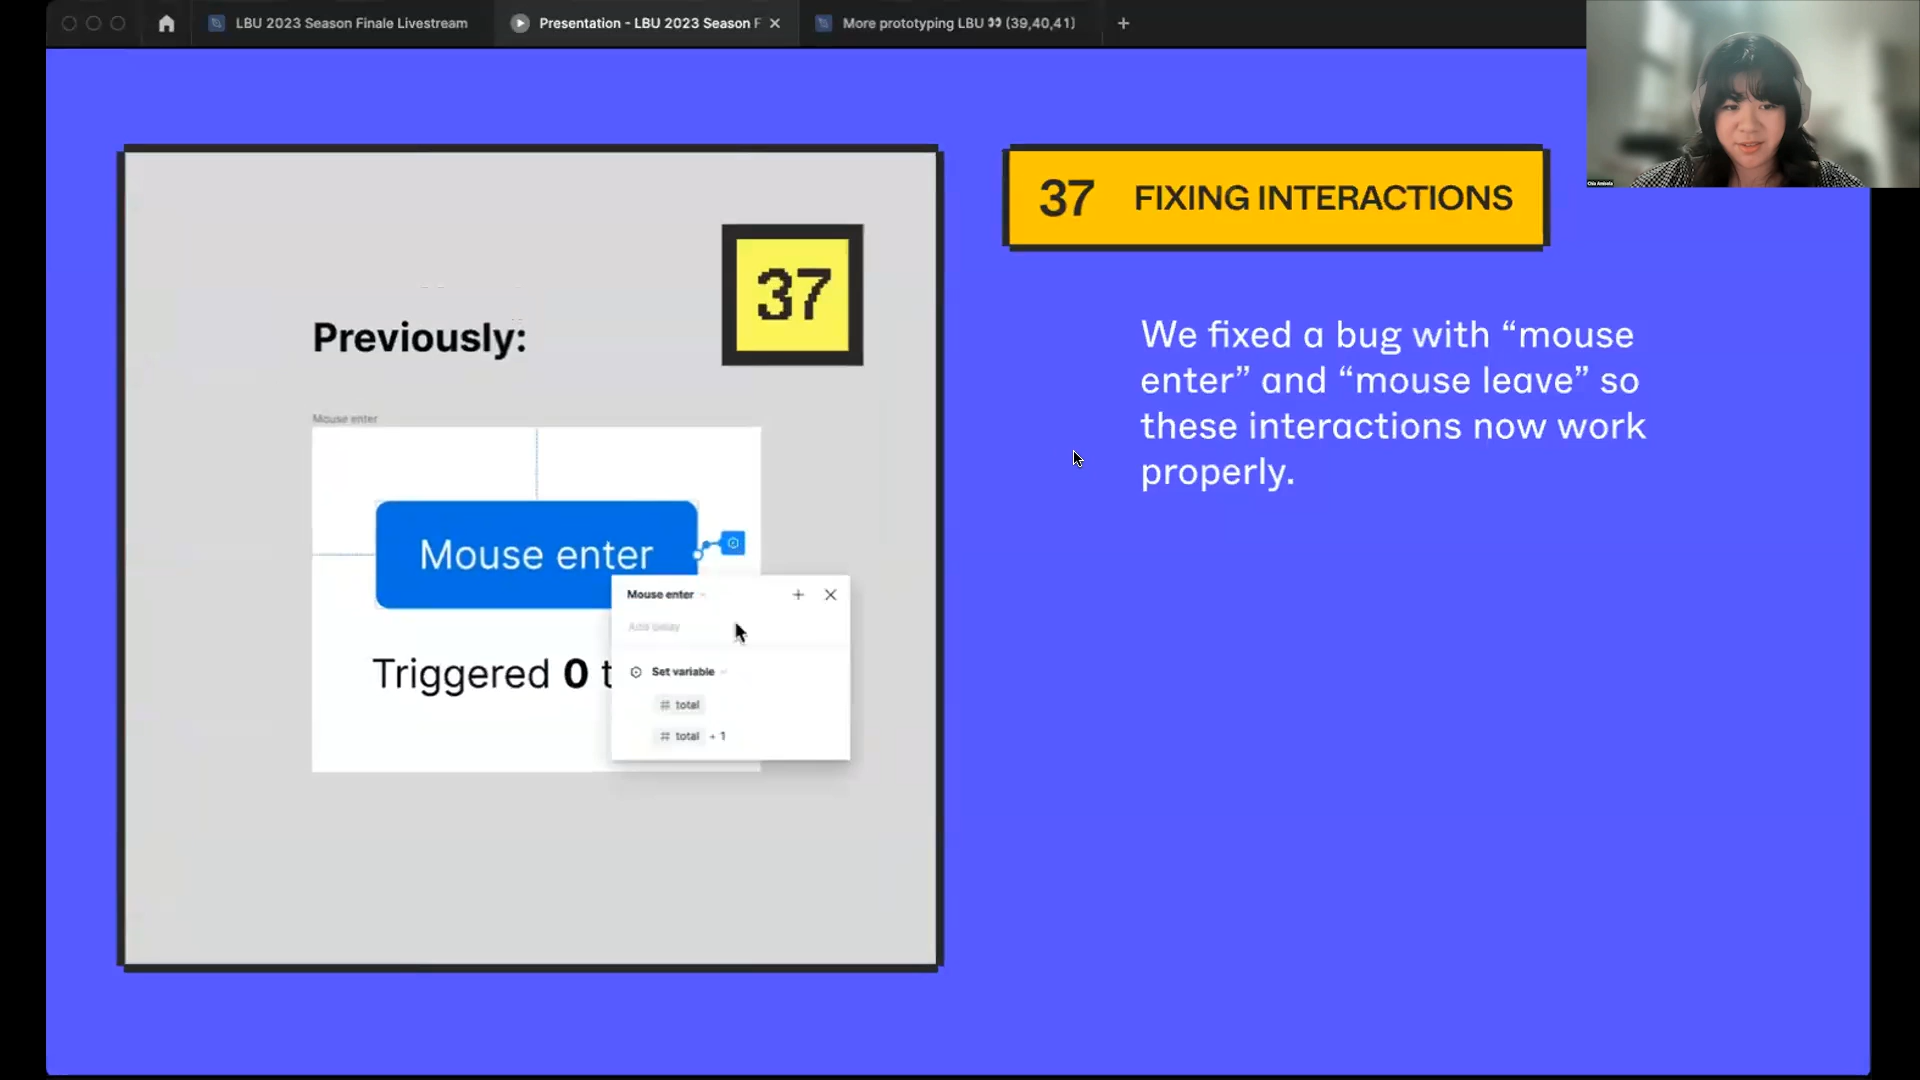 LBU 2023 Season Finale Livestream
Presentation - LBU 2023 Season F
More prototyping LBU 👀 (39,40,41)
37 FIXING INTERACTIONS
37
Previously:
We fixed a bug with “mouse
enter” and “mouse leave” so
these interactions now work
properly.
Mouse enter
Mouse enter
Mouse enter
Add delay
Triggered 0 t
Set variable
# total
# total + 1